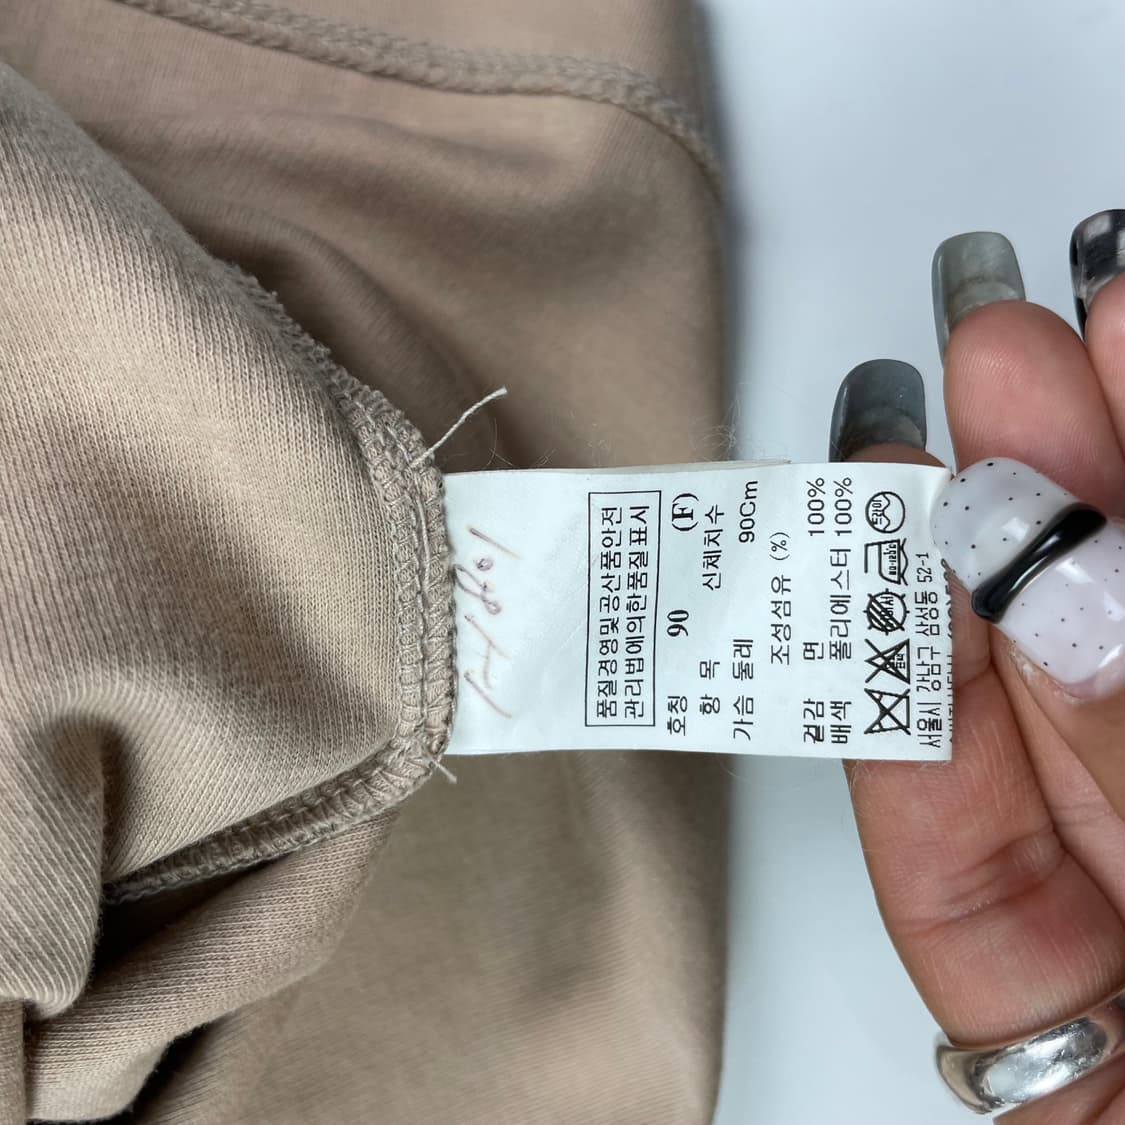 품질경영및공산품안전
관리법에의한품질표시
호칭 90 (F)
항 목 신체치수
가슴 둘레 90Cm
조성섬유 (%)
겉감 면 100%
배색 폴리에스터 100%
드라이
서울시 강남구 삼성동 52-1